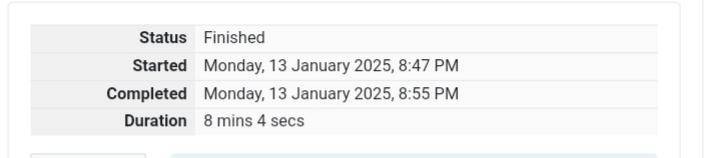 Status Finished
Started Monday, 13 January 2025, 8:47 PM
Completed Monday, 13 January 2025, 8:55 PM
Duration 8 mins 4 secs